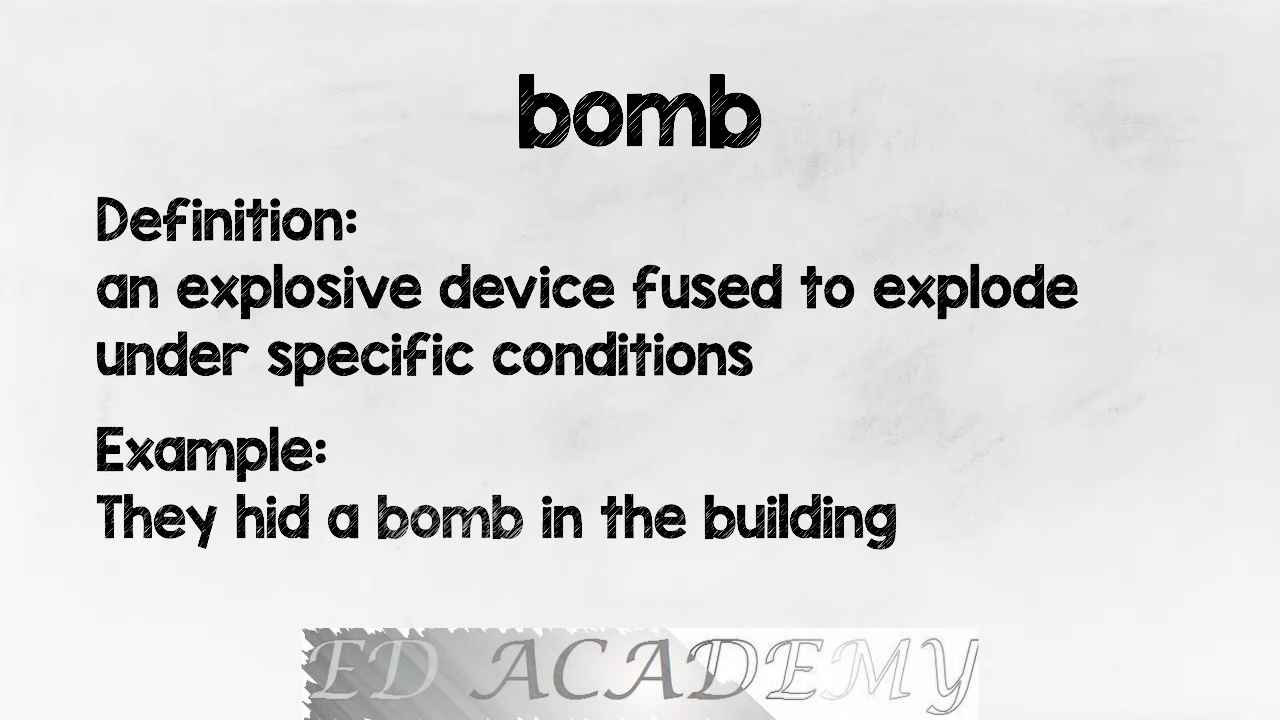 bomb
Definition:
an explosive device fused to explode
under specific conditions
Example:
They hid a bomb in the building
ED ACADEMY